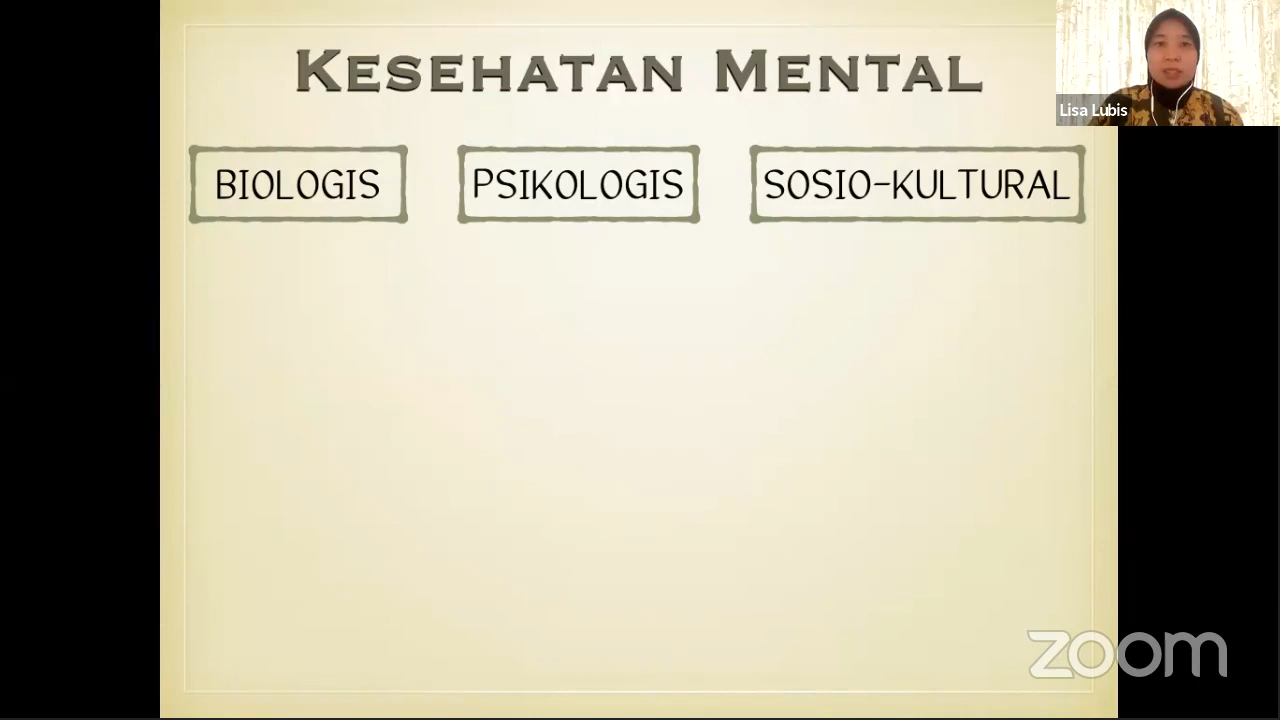 KESEHATAN MENTAL
Lisa Lubis
BIOLOGIS
PSIKOLOGIS
SOSIO-KULTURAL
zoom